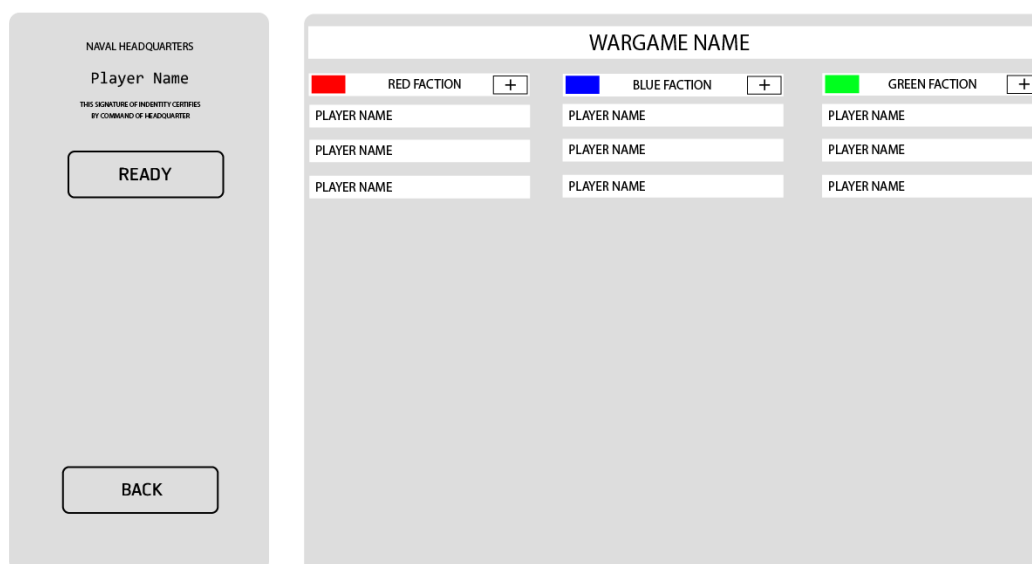 NAVAL HEADQUARTERS
Player Name
THIS SIGNATURE OF INDENTITY CERTIFIES
BY COMMAND OF HEADQUARTER
READY
BACK
WARGAME NAME
RED FACTION +
BLUE FACTION +
GREEN FACTION +
PLAYER NAME
PLAYER NAME
PLAYER NAME
PLAYER NAME
PLAYER NAME
PLAYER NAME
PLAYER NAME
PLAYER NAME
PLAYER NAME